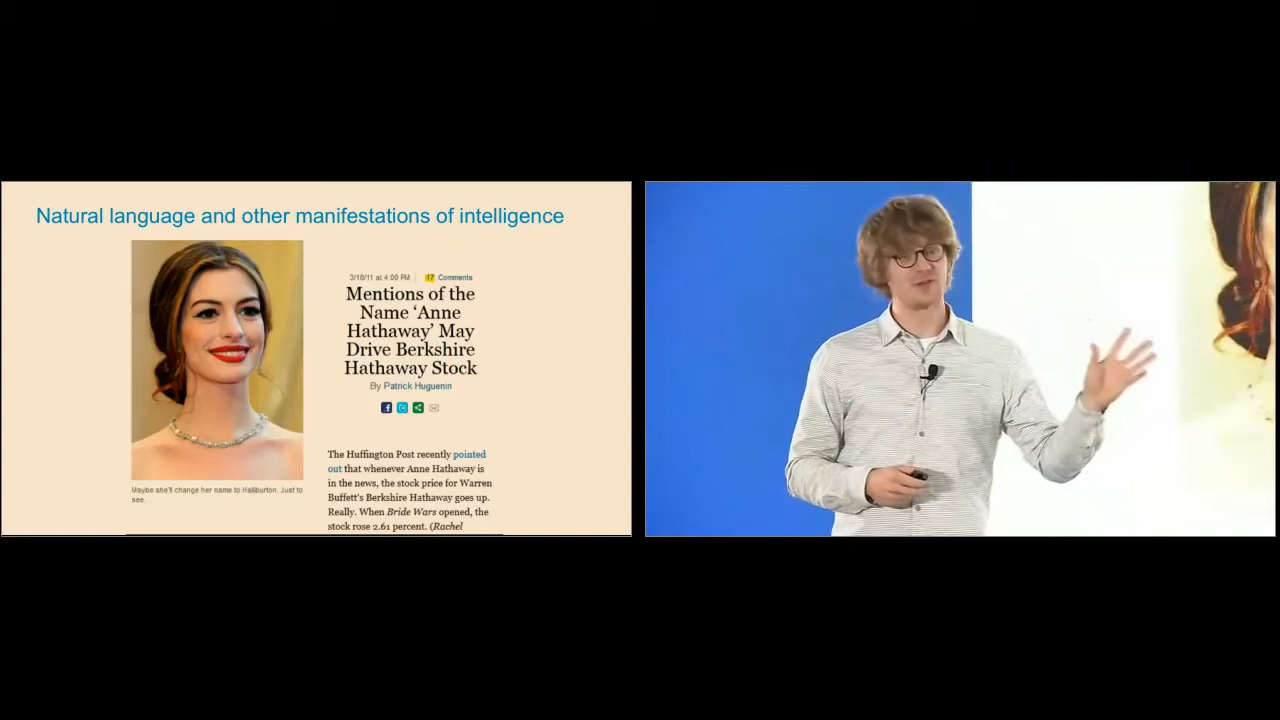 Natural language and other manifestations of intelligence
3/18/11 at 4:00 PM
17 Comments
Mentions of the
Name ‘Anne
Hathaway’ May
Drive Berkshire
Hathaway Stock
By Patrick Huguenin
Maybe she'll change her name to Halliburton. Just to
see.
The Huffington Post recently pointed
out that whenever Anne Hathaway is
in the news, the stock price for Warren
Buffett's Berkshire Hathaway goes up.
Really. When Bride Wars opened, the
stock rose 2.61 percent. (Rachel